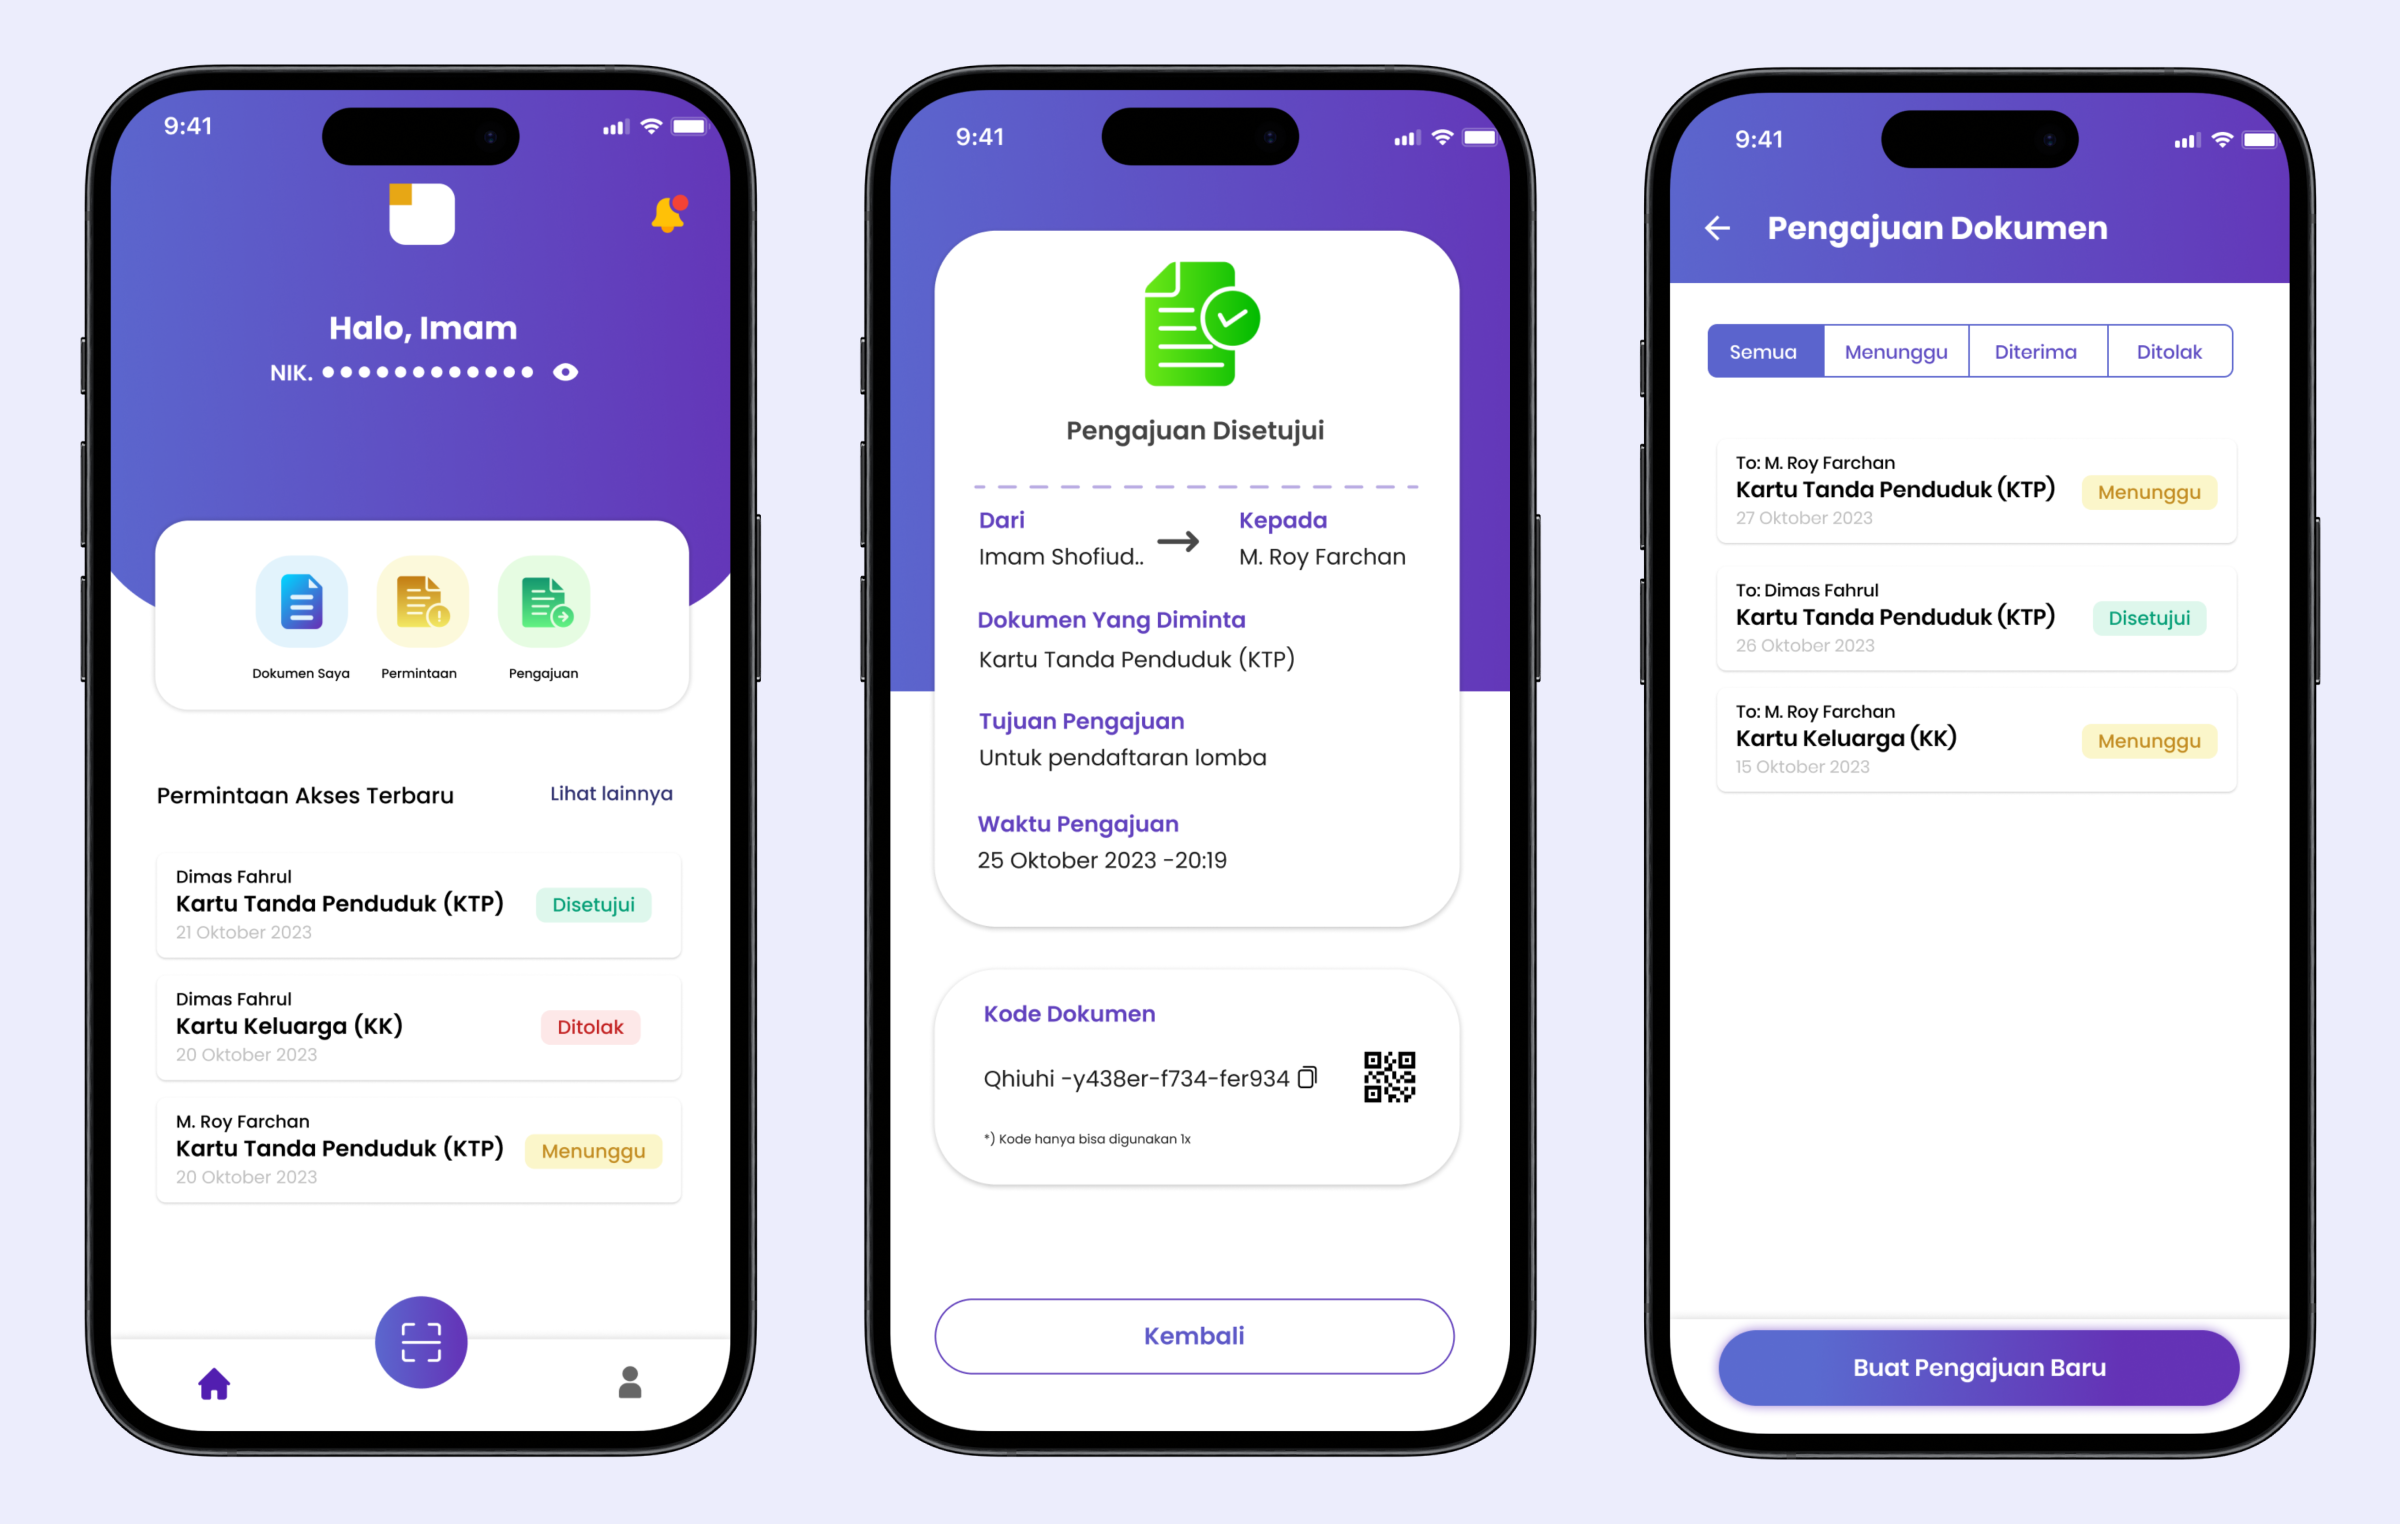 9:41
Halo, Imam
NIK.
Dokumen Saya
Permintaan
Pengajuan
Permintaan Akses Terbaru
Lihat lainnya
Dimas Fahrul
Kartu Tanda Penduduk (KTP)
Disetujui
21 Oktober 2023
Dimas Fahrul
Kartu Keluarga (KK)
Ditolak
20 Oktober 2023
M. Roy Farchan
Kartu Tanda Penduduk (KTP)
Menunggu
20 Oktober 2023
9:41
Pengajuan Disetujui
Dari
Kepada
Imam Shofiud..
M. Roy Farchan
Dokumen Yang Diminta
Kartu Tanda Penduduk (KTP)
Tujuan Pengajuan
Untuk pendaftaran lomba
Waktu Pengajuan
25 Oktober 2023 -20:19
Kode Dokumen
Qhiuhi -y438er-f734-fer934
*) Kode hanya bisa digunakan 1x
Kembali
9:41
Pengajuan Dokumen
Semua
Menunggu
Diterima
Ditolak
To: M. Roy Farchan
Kartu Tanda Penduduk (KTP)
Menunggu
27 Oktober 2023
To: Dimas Fahrul
Kartu Tanda Penduduk (KTP)
Disetujui
26 Oktober 2023
To: M. Roy Farchan
Kartu Keluarga (KK)
Menunggu
15 Oktober 2023
Buat Pengajuan Baru